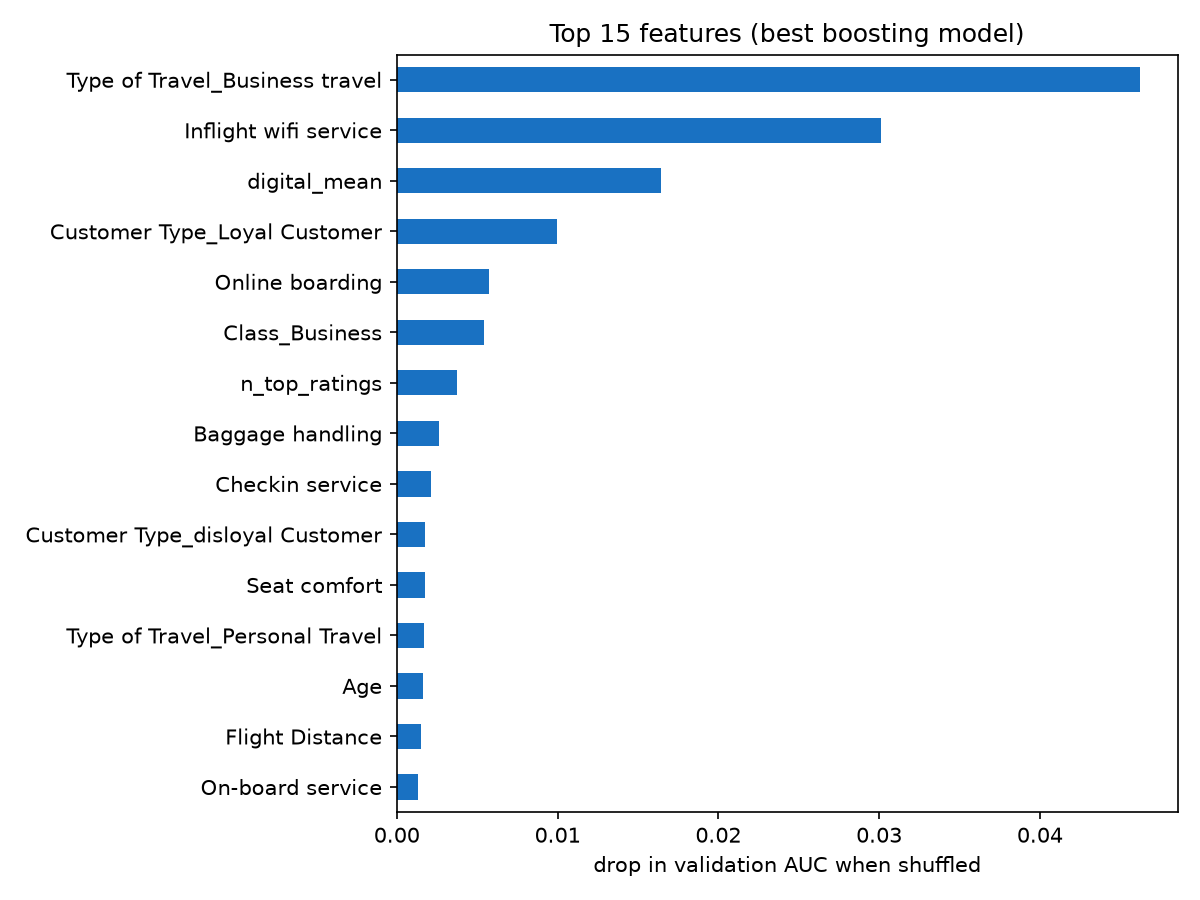 Top 15 features (best boosting model)
Type of Travel_Business travel
Inflight wifi service
digital_mean
Customer Type_Loyal Customer
Online boarding
Class_Business
n_top_ratings
Baggage handling
Checkin service
Customer Type_disloyal Customer
Seat comfort
Type of Travel_Personal Travel
Age
Flight Distance
On-board service
0.00 0.01 0.02 0.03 0.04
drop in validation AUC when shuffled